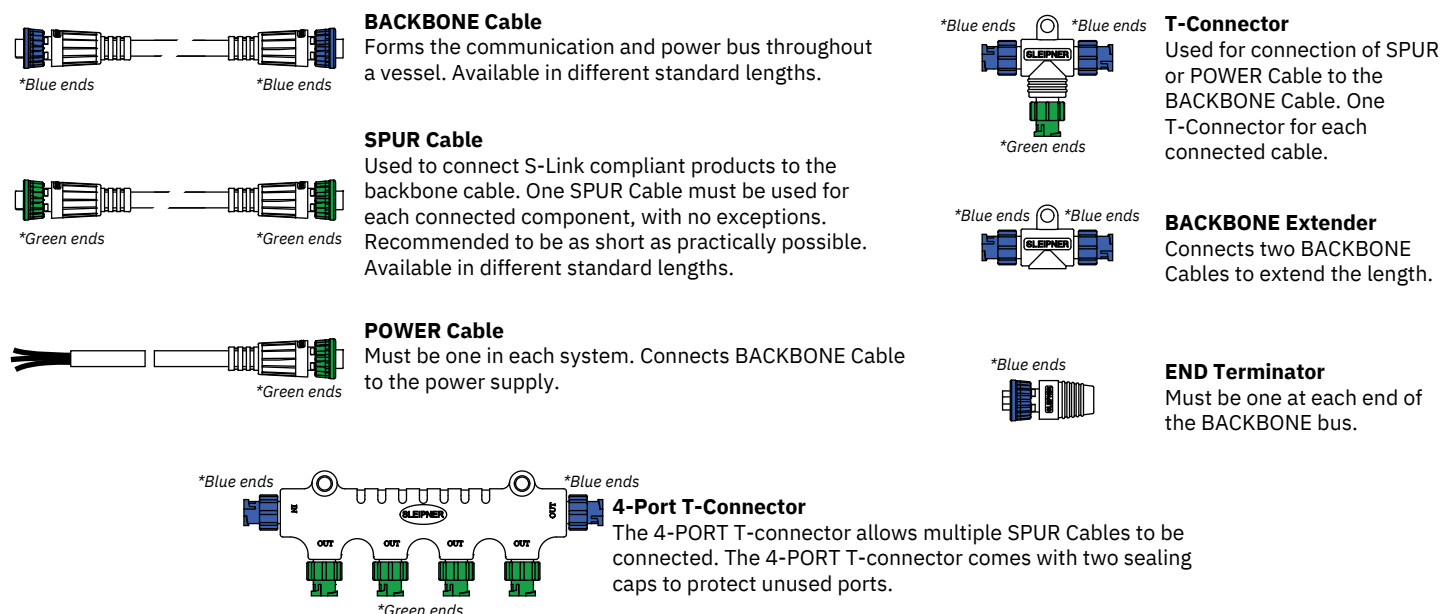 BACKBONE Cable
Forms the communication and power bus throughout
a vessel. Available in different standard lengths.
*Blue ends
*Blue ends
SPUR Cable
Used to connect S-Link compliant products to the
backbone cable. One SPUR Cable must be used for
each connected component, with no exceptions.
Recommended to be as short as practically possible.
Available in different standard lengths.
*Green ends
*Green ends
POWER Cable
Must be one in each system. Connects BACKBONE Cable
to the power supply.
*Green ends
*Blue ends
*Blue ends
SLEIPNER
*Green ends
T-Connector
Used for connection of SPUR
or POWER Cable to the
BACKBONE Cable. One
T-Connector for each
connected cable.
*Blue ends
*Blue ends
SLEIPNER
BACKBONE Extender
Connects two BACKBONE
Cables to extend the length.
*Blue ends
SLEIPNER
END Terminator
Must be one at each end of
the BACKBONE bus.
*Blue ends
*Blue ends
IN
SLEIPNER
OUT
OUT
OUT
OUT
OUT
*Green ends
4-Port T-Connector
The 4-PORT T-connector allows multiple SPUR Cables to be
connected. The 4-PORT T-connector comes with two sealing
caps to protect unused ports.